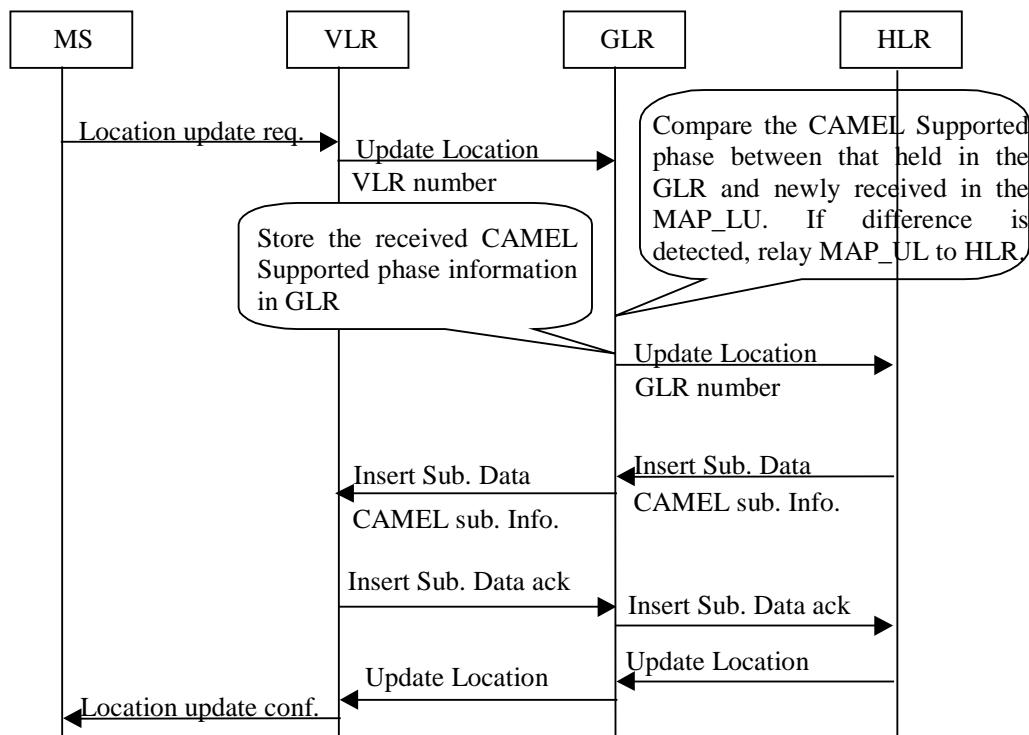 MS
VLR
GLR
HLR
Location update req.
Update Location
VLR number
Compare the CAMEL Supported
phase between that held in the
GLR and newly received in the
MAP_LU. If difference is
detected, relay MAP_UL to HLR.
Store the received CAMEL
Supported phase information
in GLR
Update Location
GLR number
Insert Sub. Data
CAMEL sub. Info.
Insert Sub. Data
CAMEL sub. Info.
Insert Sub. Data ack
Insert Sub. Data ack
Update Location
Update Location
Location update conf.